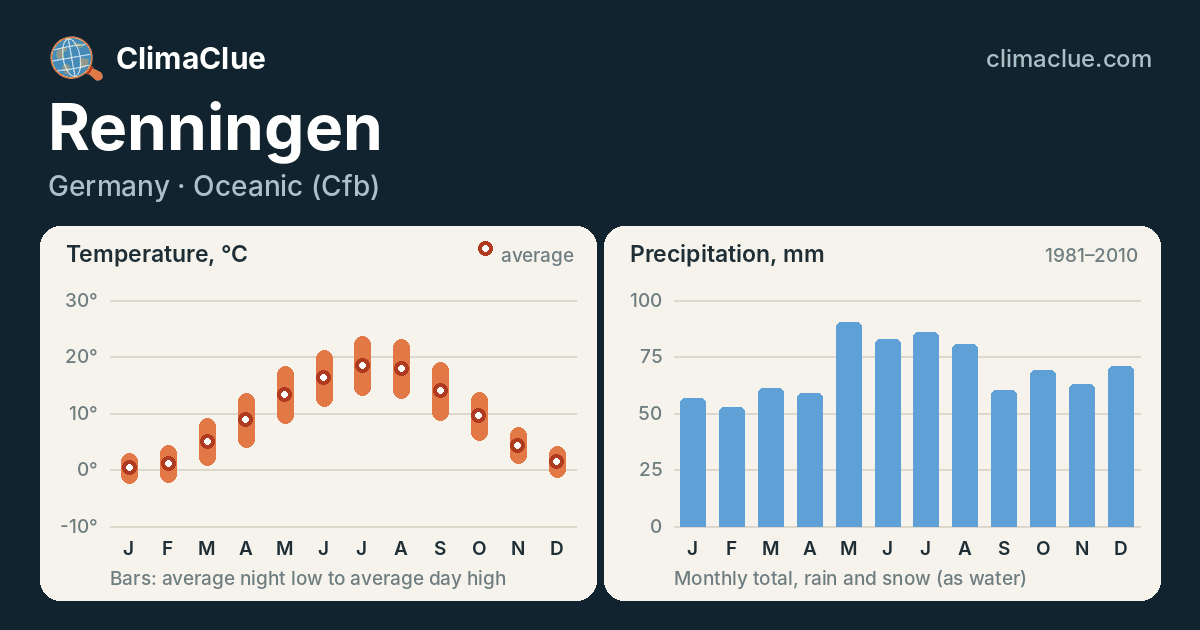 ClimaClue
climaclue.com
Renningen
Germany · Oceanic (Cfb)
Temperature, °C
average
30°
20°
10°
0°
-10°
J F M A M J J A S O N D
Bars: average night low to average day high
Precipitation, mm
1981–2010
100
75
50
25
0
J F M A M J J A S O N D
Monthly total, rain and snow (as water)